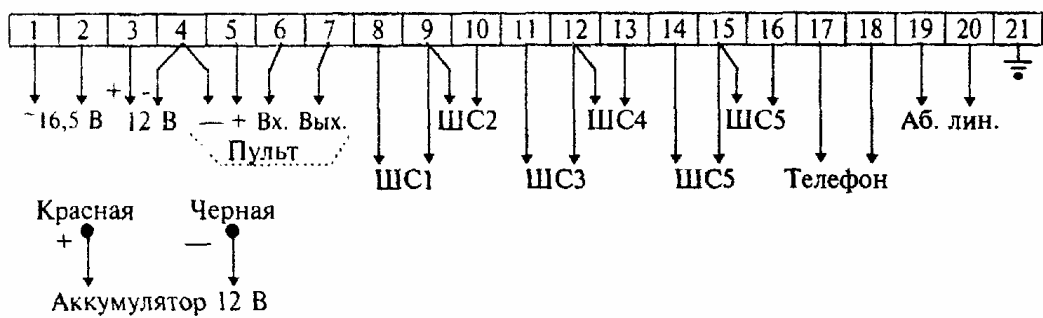 1 2 3 4 5 6 7 8 9 10 11 12 13 14 15 16 17 18 19 20 21
+ -
~16,5 В 12 В — + Вх. Вых. ШС2 ШС4 ШС5 Аб. лин.
Пульт
ШС1 ШС3 ШС5 Телефон
Красная Черная
+ —
Аккумулятор 12 В